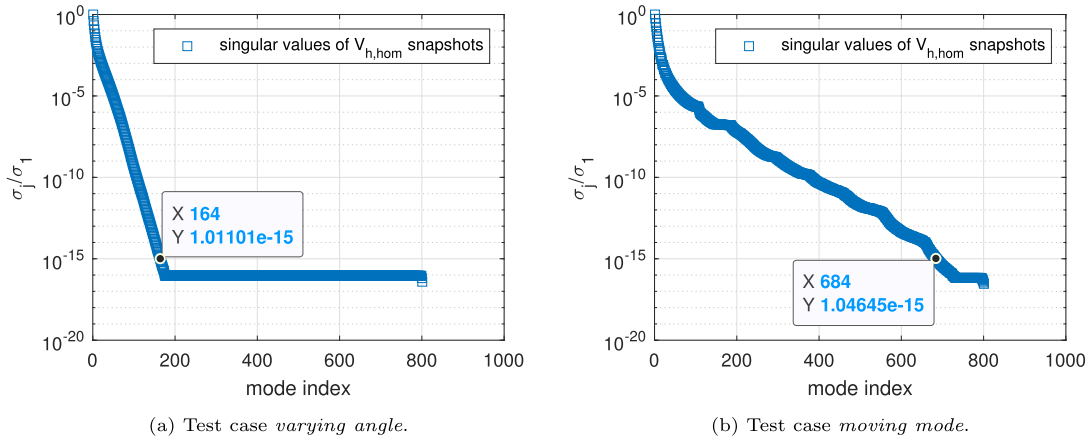 10^0
10^-5
10^-10
10^-15
10^-20
σ_j/σ_1
singular values of V_h,hom snapshots
X 164
Y 1.01101e-15
0 200 400 600 800 1000
mode index
(a) Test case varying angle.
10^0
10^-5
10^-10
10^-15
10^-20
σ_j/σ_1
singular values of V_h,hom snapshots
X 684
Y 1.04645e-15
0 200 400 600 800 1000
mode index
(b) Test case moving mode.